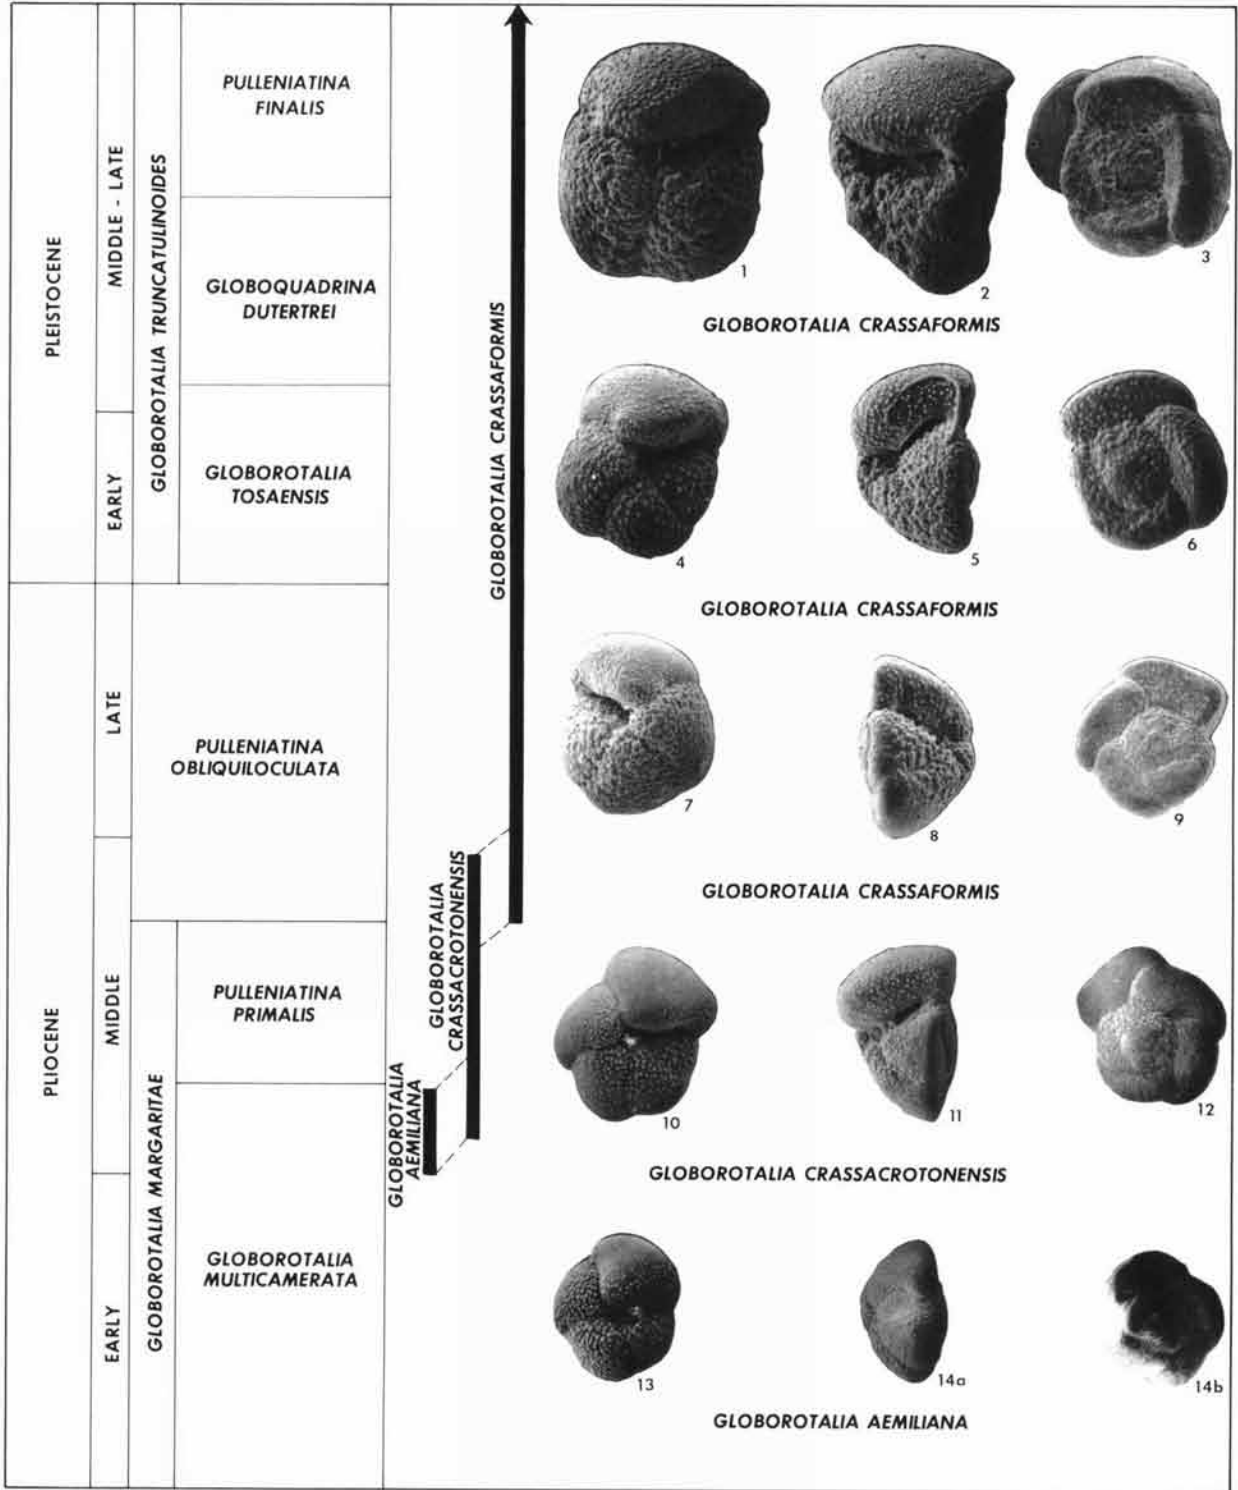 PLEISTOCENE
MIDDLE - LATE
EARLY
GLOBOROTALIA TRUNCATULINOIDES
PULLENIATINA
FINALIS
GLOBOQUADRINA
DUTERTREI
GLOBOROTALIA
TOSAENSIS
PLIOCENE
LATE
MIDDLE
EARLY
PULLENIATINA
OBLIQUILOCULATA
GLOBOROTALIA MARGARITAE
PULLENIATINA
PRIMALIS
GLOBOROTALIA
MULTICAMERATA
GLOBOROTALIA
AEMILIANA
GLOBOROTALIA
CRASSACROTONENSIS
GLOBOROTALIA CRASSAFORMIS
1
2
3
GLOBOROTALIA CRASSAFORMIS
4
5
6
GLOBOROTALIA CRASSAFORMIS
7
8
9
GLOBOROTALIA CRASSAFORMIS
10
11
12
GLOBOROTALIA CRASSACROTONENSIS
13
14a
14b
GLOBOROTALIA AEMILIANA